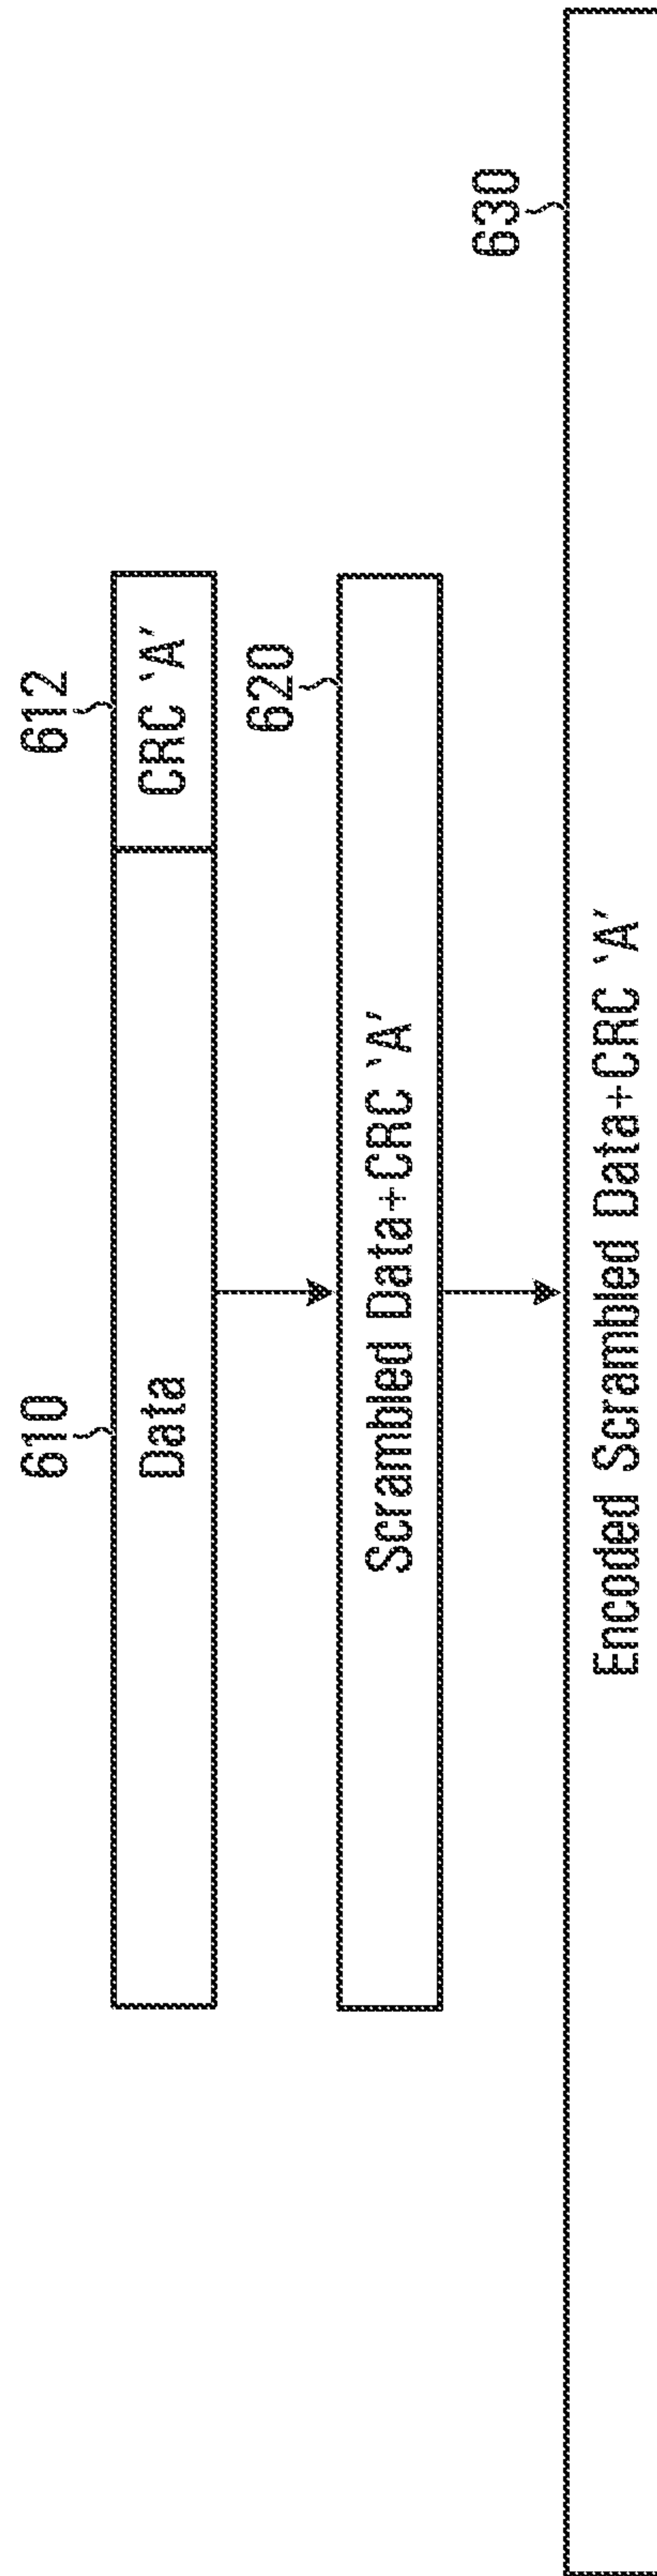 610
612
Data
CRC 'A'
620
Scrambled Data+CRC 'A'
630
Encoded Scrambled Data+CRC 'A'